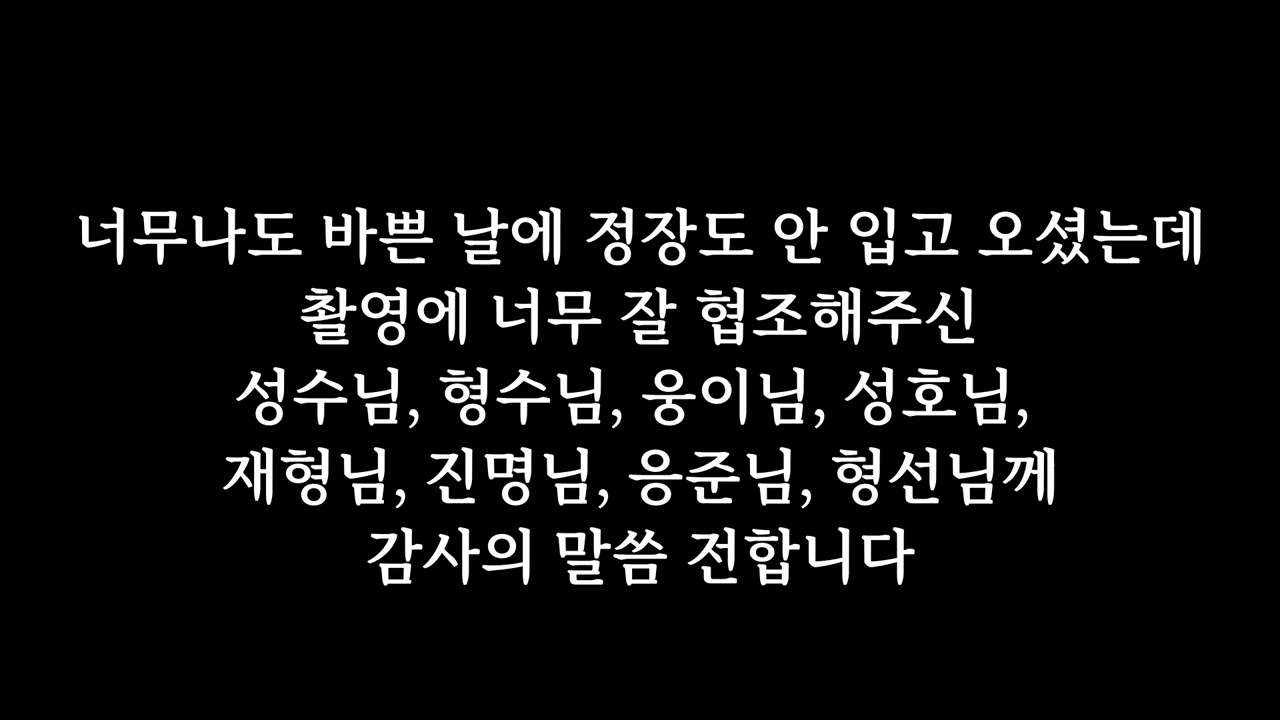 너무나도 바쁜 날에 정장도 안 입고 오셨는데
촬영에 너무 잘 협조해주신
성수님, 형수님, 웅이님, 성호님,
재형님, 진명님, 응준님, 형선님께
감사의 말씀 전합니다